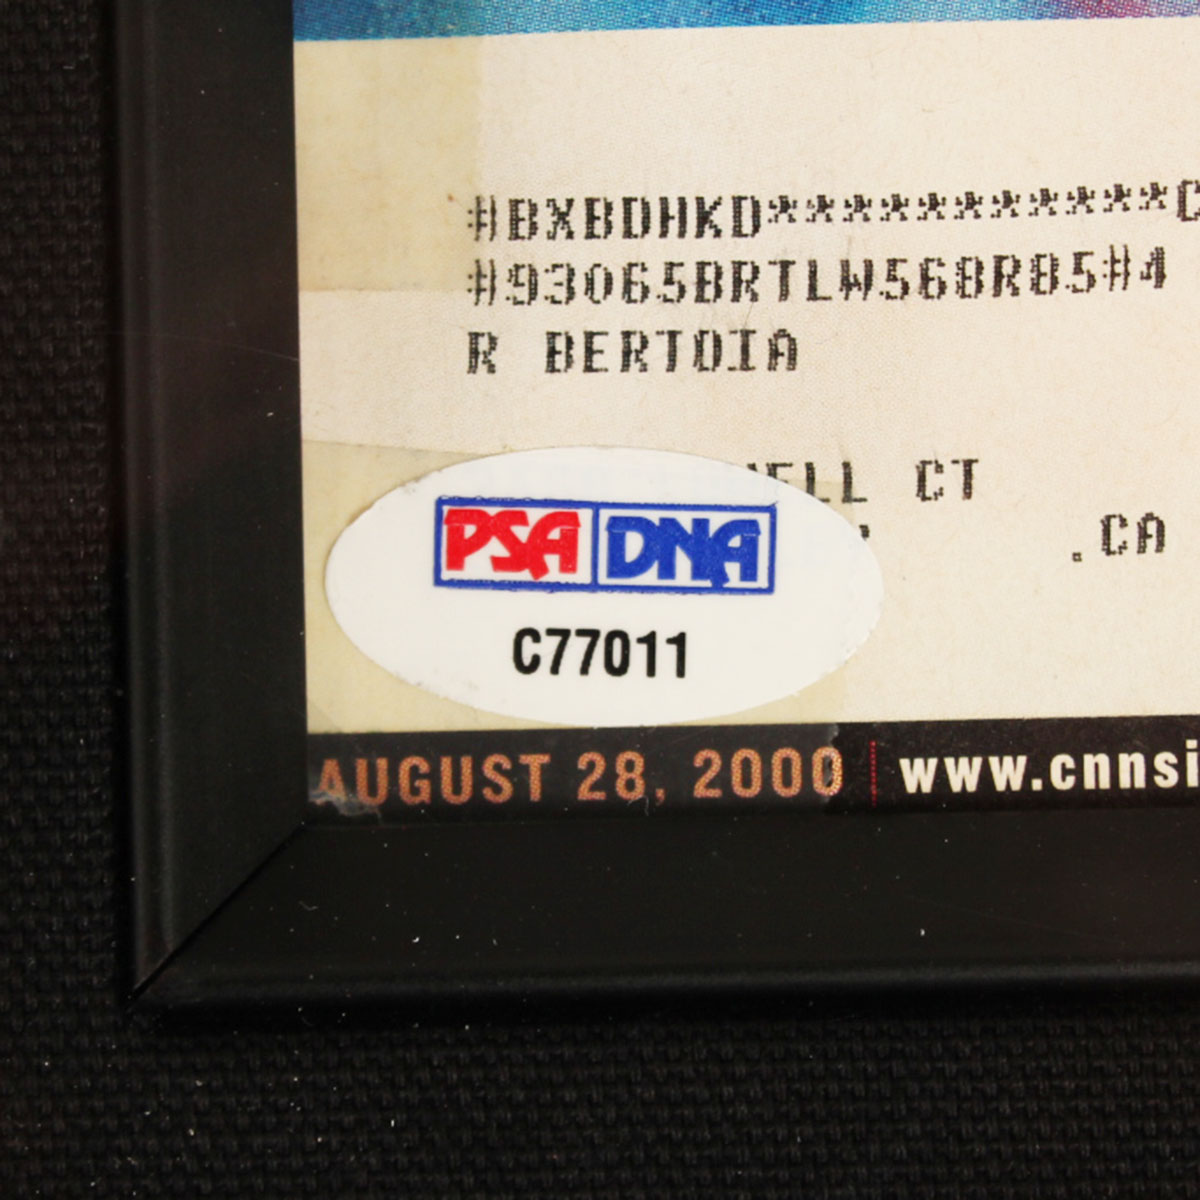 #BXBDHKD***********C
#93065BRTLW568R85#4
R BERTOIA
ELL CT
.CA
PSA DNA
C77011
AUGUST 28, 2000 | www.cnnsi